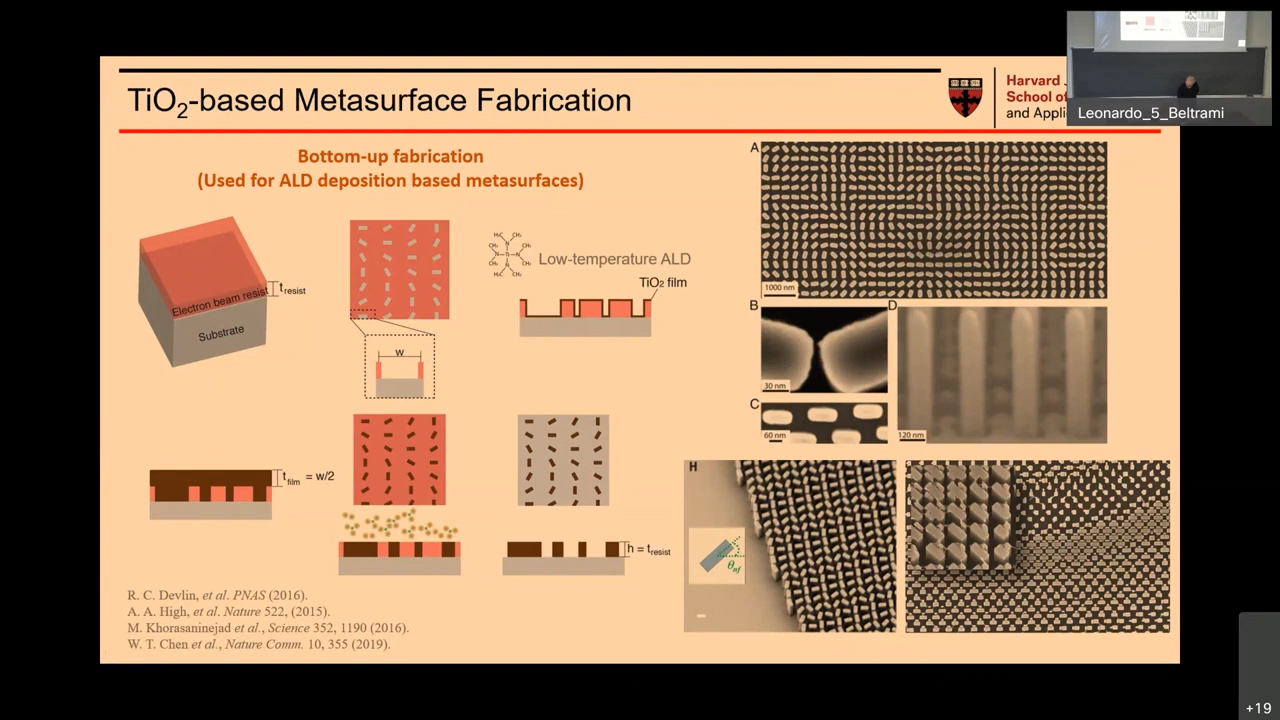 TiO2-based Metasurface Fabrication
Harvard
School of
and Appli
Leonardo_5_Beltrami
Bottom-up fabrication
(Used for ALD deposition based metasurfaces)
Electron beam resist
t resist
Substrate
w
Low-temperature ALD
TiO2 film
t film = w/2
h = t resist
A
1000 nm
B
30 nm
C
60 nm
D
120 nm
H
θnf
R. C. Devlin, et al. PNAS (2016).
A. A. High, et al. Nature 522, (2015).
M. Khorasaninejad et al., Science 352, 1190 (2016).
W. T. Chen et al., Nature Comm. 10, 355 (2019).
+19